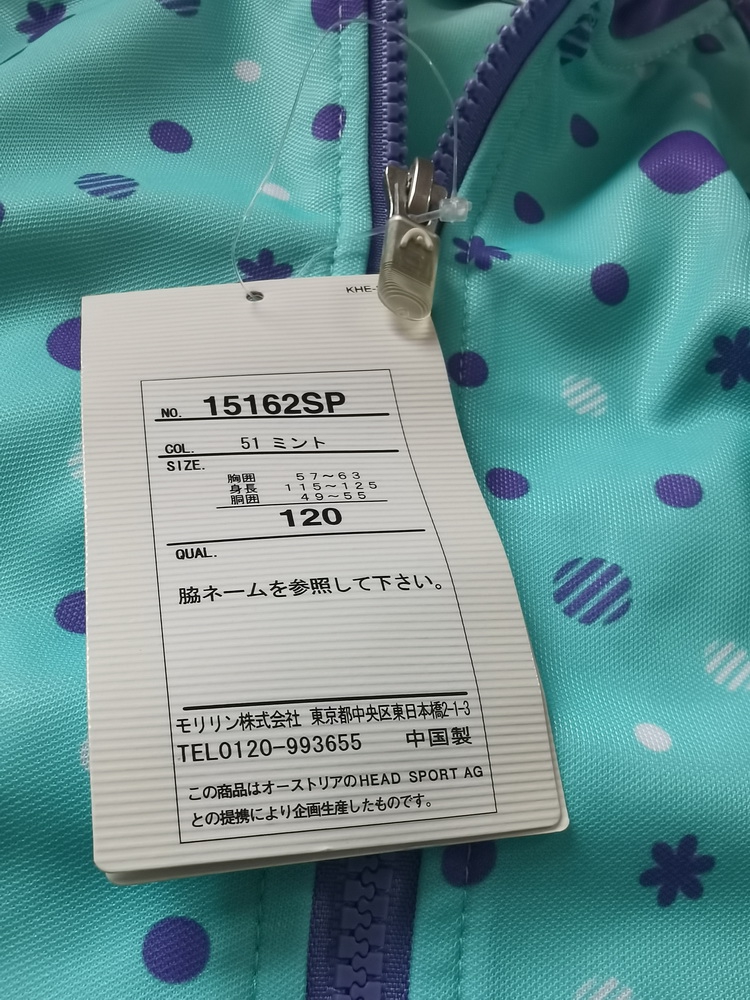 KHE-
NO. 15162SP
COL. 51 ミント
SIZE.
胸囲 57~63
身長 115~125
胴囲 49~55
120
QUAL.
脇ネームを参照して下さい。
モリリン株式会社 東京都中央区東日本橋2-1-3
TEL0120-993655 中国製
この商品はオーストリアのHEAD SPORT AG
との提携により企画生産したものです。